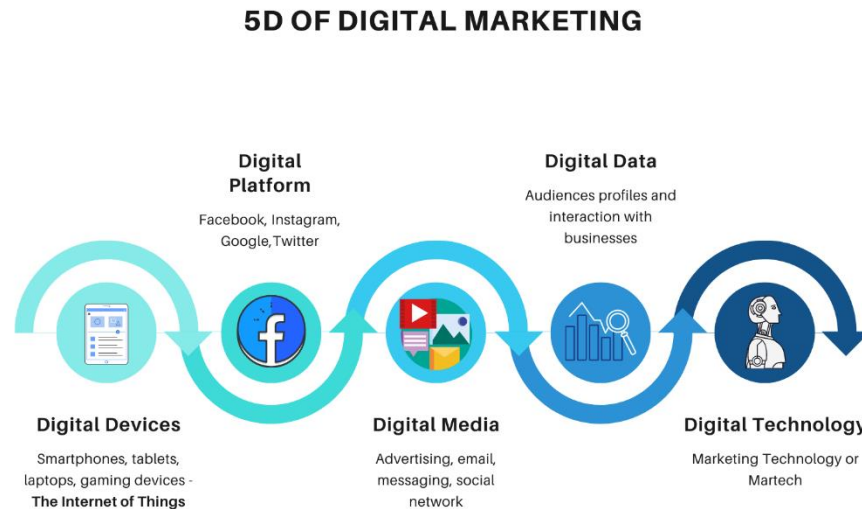 5D OF DIGITAL MARKETING
Digital
Platform
Facebook, Instagram,
Google,Twitter
Digital Data
Audiences profiles and
interaction with
businesses
Digital Devices
Smartphones, tablets,
laptops, gaming devices -
The Internet of Things
Digital Media
Advertising, email,
messaging, social
network
Digital Technology
Marketing Technology or
Martech